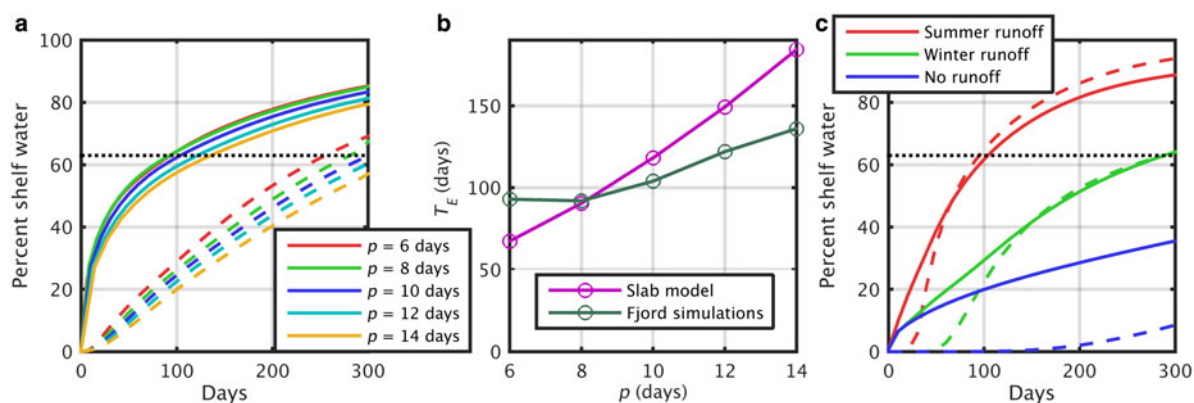 a
100
80
60
40
20
0
Percent shelf water
0 100 200 300
Days
p = 6 days
p = 8 days
p = 10 days
p = 12 days
p = 14 days
b
150
100
50
T_E (days)
6 8 10 12 14
p (days)
Slab model
Fjord simulations
c
80
60
40
20
0
Percent shelf water
0 100 200 300
Days
Summer runoff
Winter runoff
No runoff